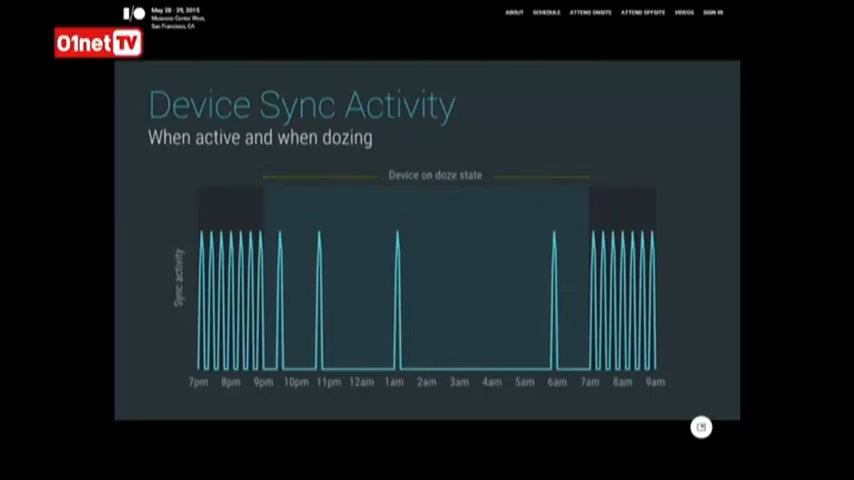 I/O
May 28 - 29, 2015
Moscone Center West,
San Francisco, CA
ABOUT SCHEDULE ATTEND ONSITE ATTEND OFFSITE VIDEOS SIGN IN
01net TV
Device Sync Activity
When active and when dozing
Device on doze state
Sync activity
7pm 8pm 9pm 10pm 11pm 12am 1am 2am 3am 4am 5am 6am 7am 8am 9am